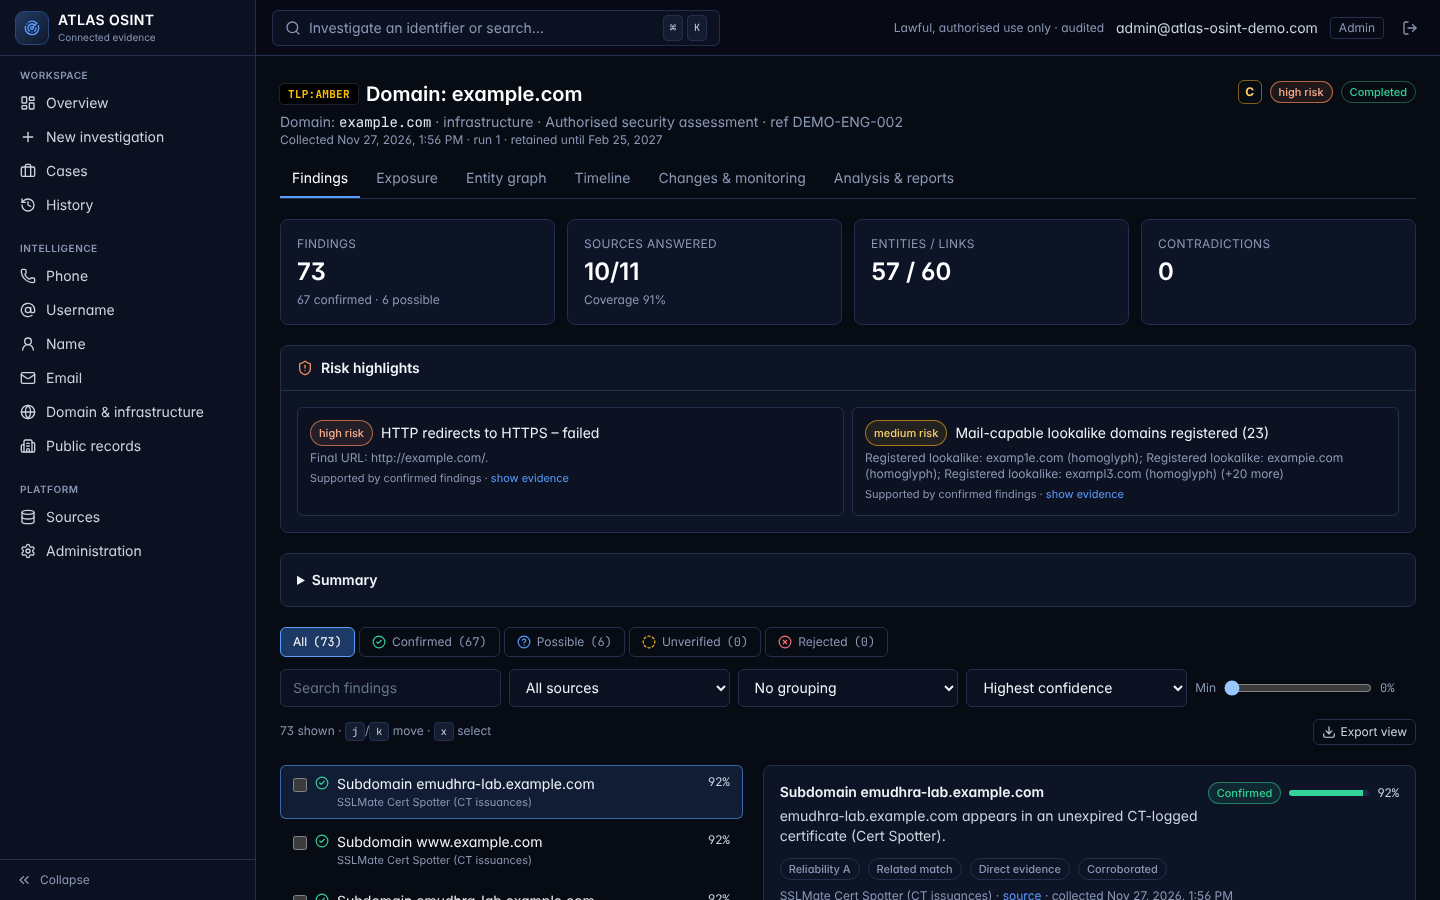 ATLAS OSINT
Connected evidence
Investigate an identifier or search...
⌘ K
Lawful, authorised use only · audited
admin@atlas-osint-demo.com
Admin
WORKSPACE
Overview
New investigation
Cases
History
INTELLIGENCE
Phone
Username
Name
Email
Domain & infrastructure
Public records
PLATFORM
Sources
Administration
Collapse
TLP:AMBER Domain: example.com
C high risk Completed
Domain: example.com · infrastructure · Authorised security assessment · ref DEMO-ENG-002
Collected Nov 27, 2026, 1:56 PM · run 1 · retained until Feb 25, 2027
Findings Exposure Entity graph Timeline Changes & monitoring Analysis & reports
FINDINGS
73
67 confirmed · 6 possible
SOURCES ANSWERED
10/11
Coverage 91%
ENTITIES / LINKS
57 / 60
CONTRADICTIONS
0
Risk highlights
high risk HTTP redirects to HTTPS – failed
Final URL: http://example.com/.
Supported by confirmed findings · show evidence
medium risk Mail-capable lookalike domains registered (23)
Registered lookalike: examp1e.com (homoglyph); Registered lookalike: exampie.com
(homoglyph); Registered lookalike: exampl3.com (homoglyph) (+20 more)
Supported by confirmed findings · show evidence
Summary
All (73) Confirmed (67) Possible (6) Unverified (0) Rejected (0)
Search findings All sources No grouping Highest confidence Min 0%
73 shown · j/k move · x select
Export view
Subdomain emudhra-lab.example.com 92%
SSLMate Cert Spotter (CT issuances)
Subdomain www.example.com 92%
SSLMate Cert Spotter (CT issuances)
Subdomain emudhra-lab.example.com 92%
Subdomain emudhra-lab.example.com Confirmed 92%
emudhra-lab.example.com appears in an unexpired CT-logged
certificate (Cert Spotter).
Reliability A Related match Direct evidence Corroborated
SSLMate Cert Spotter (CT issuances) · source · collected Nov 27, 2026, 1:56 PM